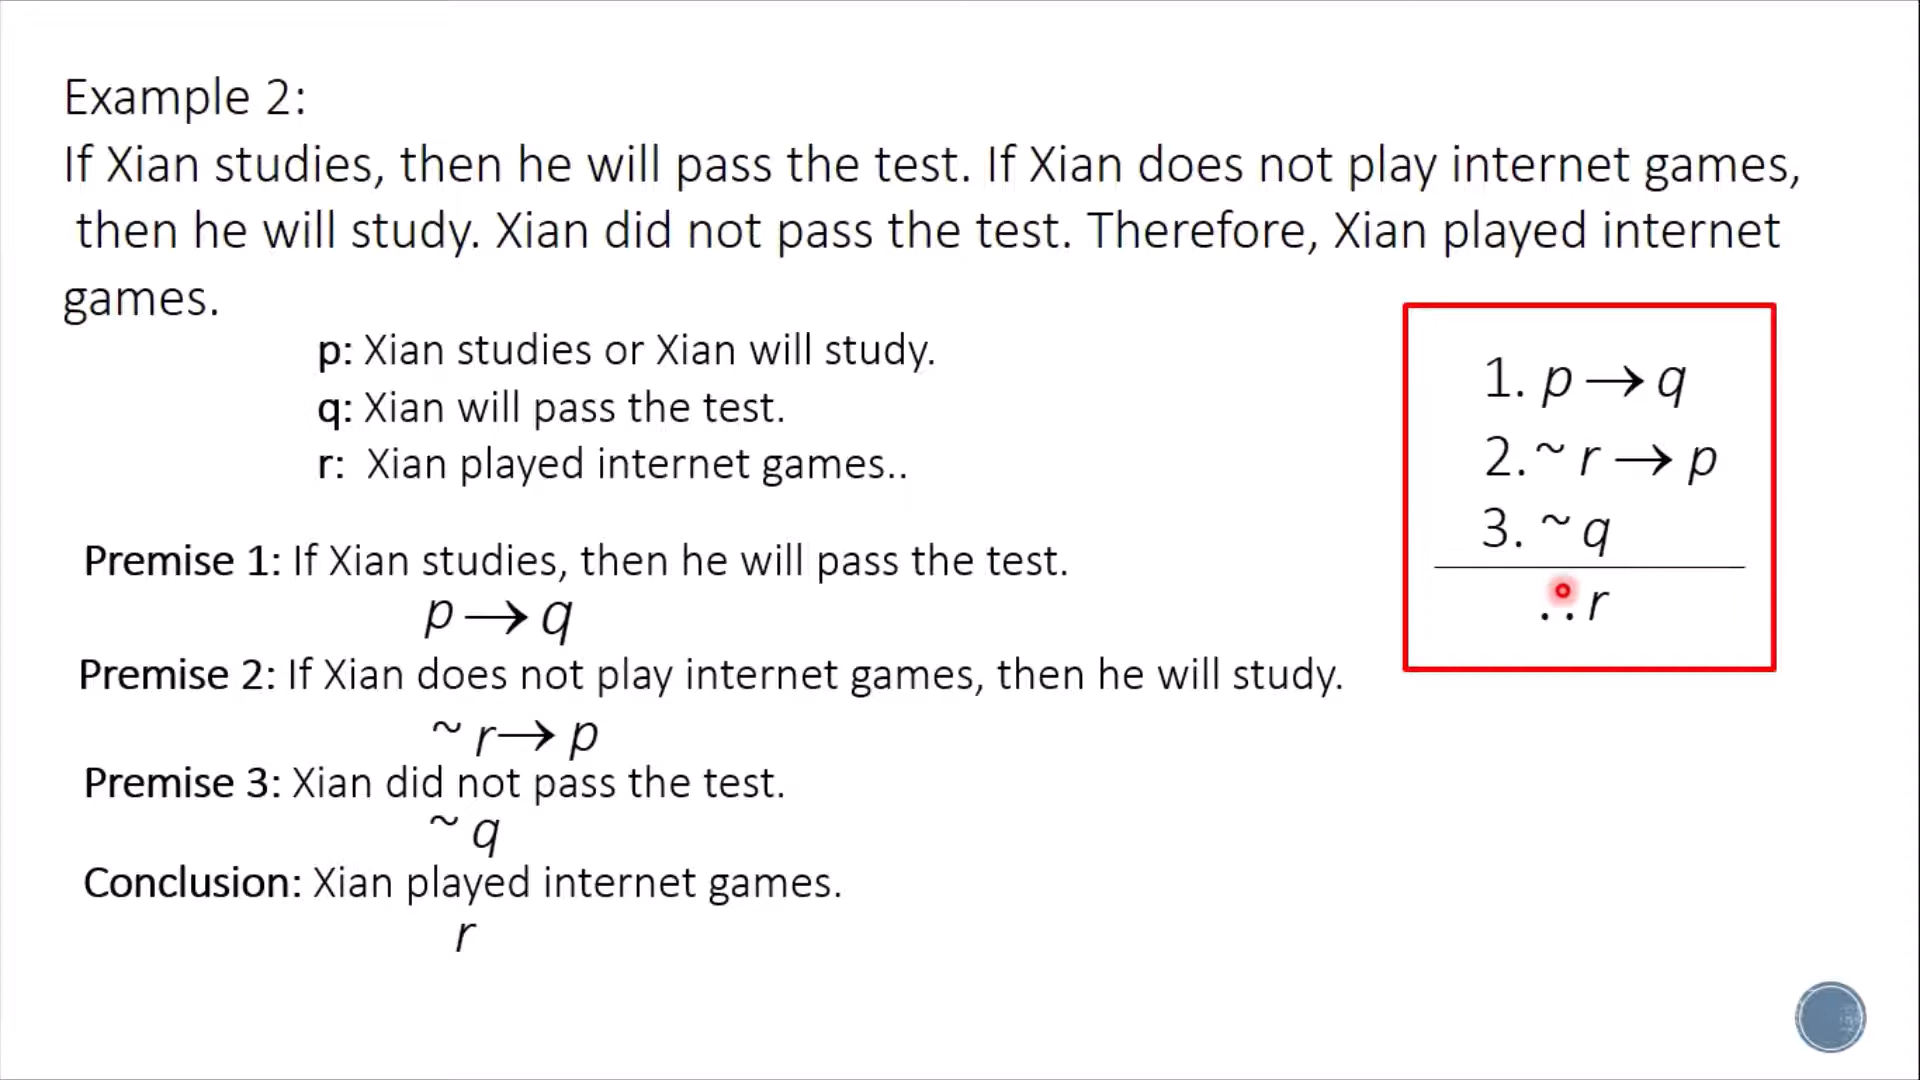 Example 2:
If Xian studies, then he will pass the test. If Xian does not play internet games,
then he will study. Xian did not pass the test. Therefore, Xian played internet
games.
p: Xian studies or Xian will study.
q: Xian will pass the test.
r: Xian played internet games..
1. p → q
2. ~ r → p
3. ~ q
∴ r
Premise 1: If Xian studies, then he will pass the test.
p → q
Premise 2: If Xian does not play internet games, then he will study.
~ r → p
Premise 3: Xian did not pass the test.
~ q
Conclusion: Xian played internet games.
r